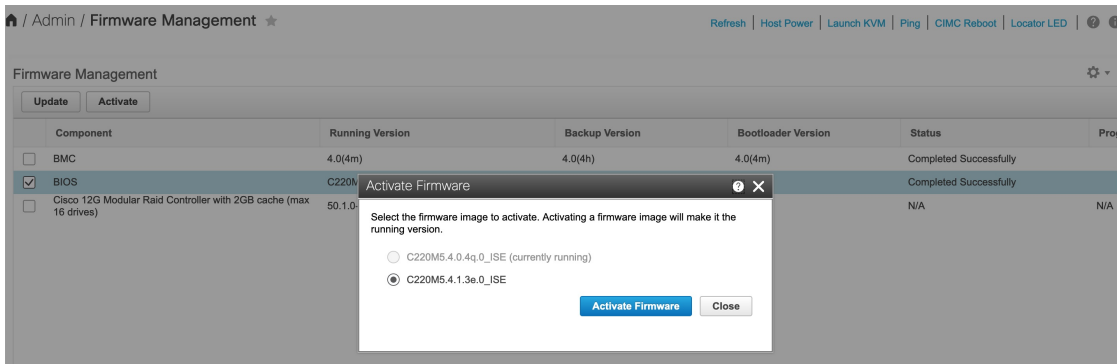 / Admin / Firmware Management
Refresh | Host Power | Launch KVM | Ping | CIMC Reboot | Locator LED |
Firmware Management
Update Activate
Component Running Version Backup Version Bootloader Version Status
BMC 4.0(4m) 4.0(4h) 4.0(4m) Completed Successfully
BIOS Completed Successfully
Cisco 12G Modular Raid Controller with 2GB cache (max
16 drives)
50.1.0- N/A N/A
Activate Firmware
Select the firmware image to activate. Activating a firmware image will make it the
running version.
C220M5.4.0.4q.0_ISE (currently running)
C220M5.4.1.3e.0_ISE
Activate Firmware Close